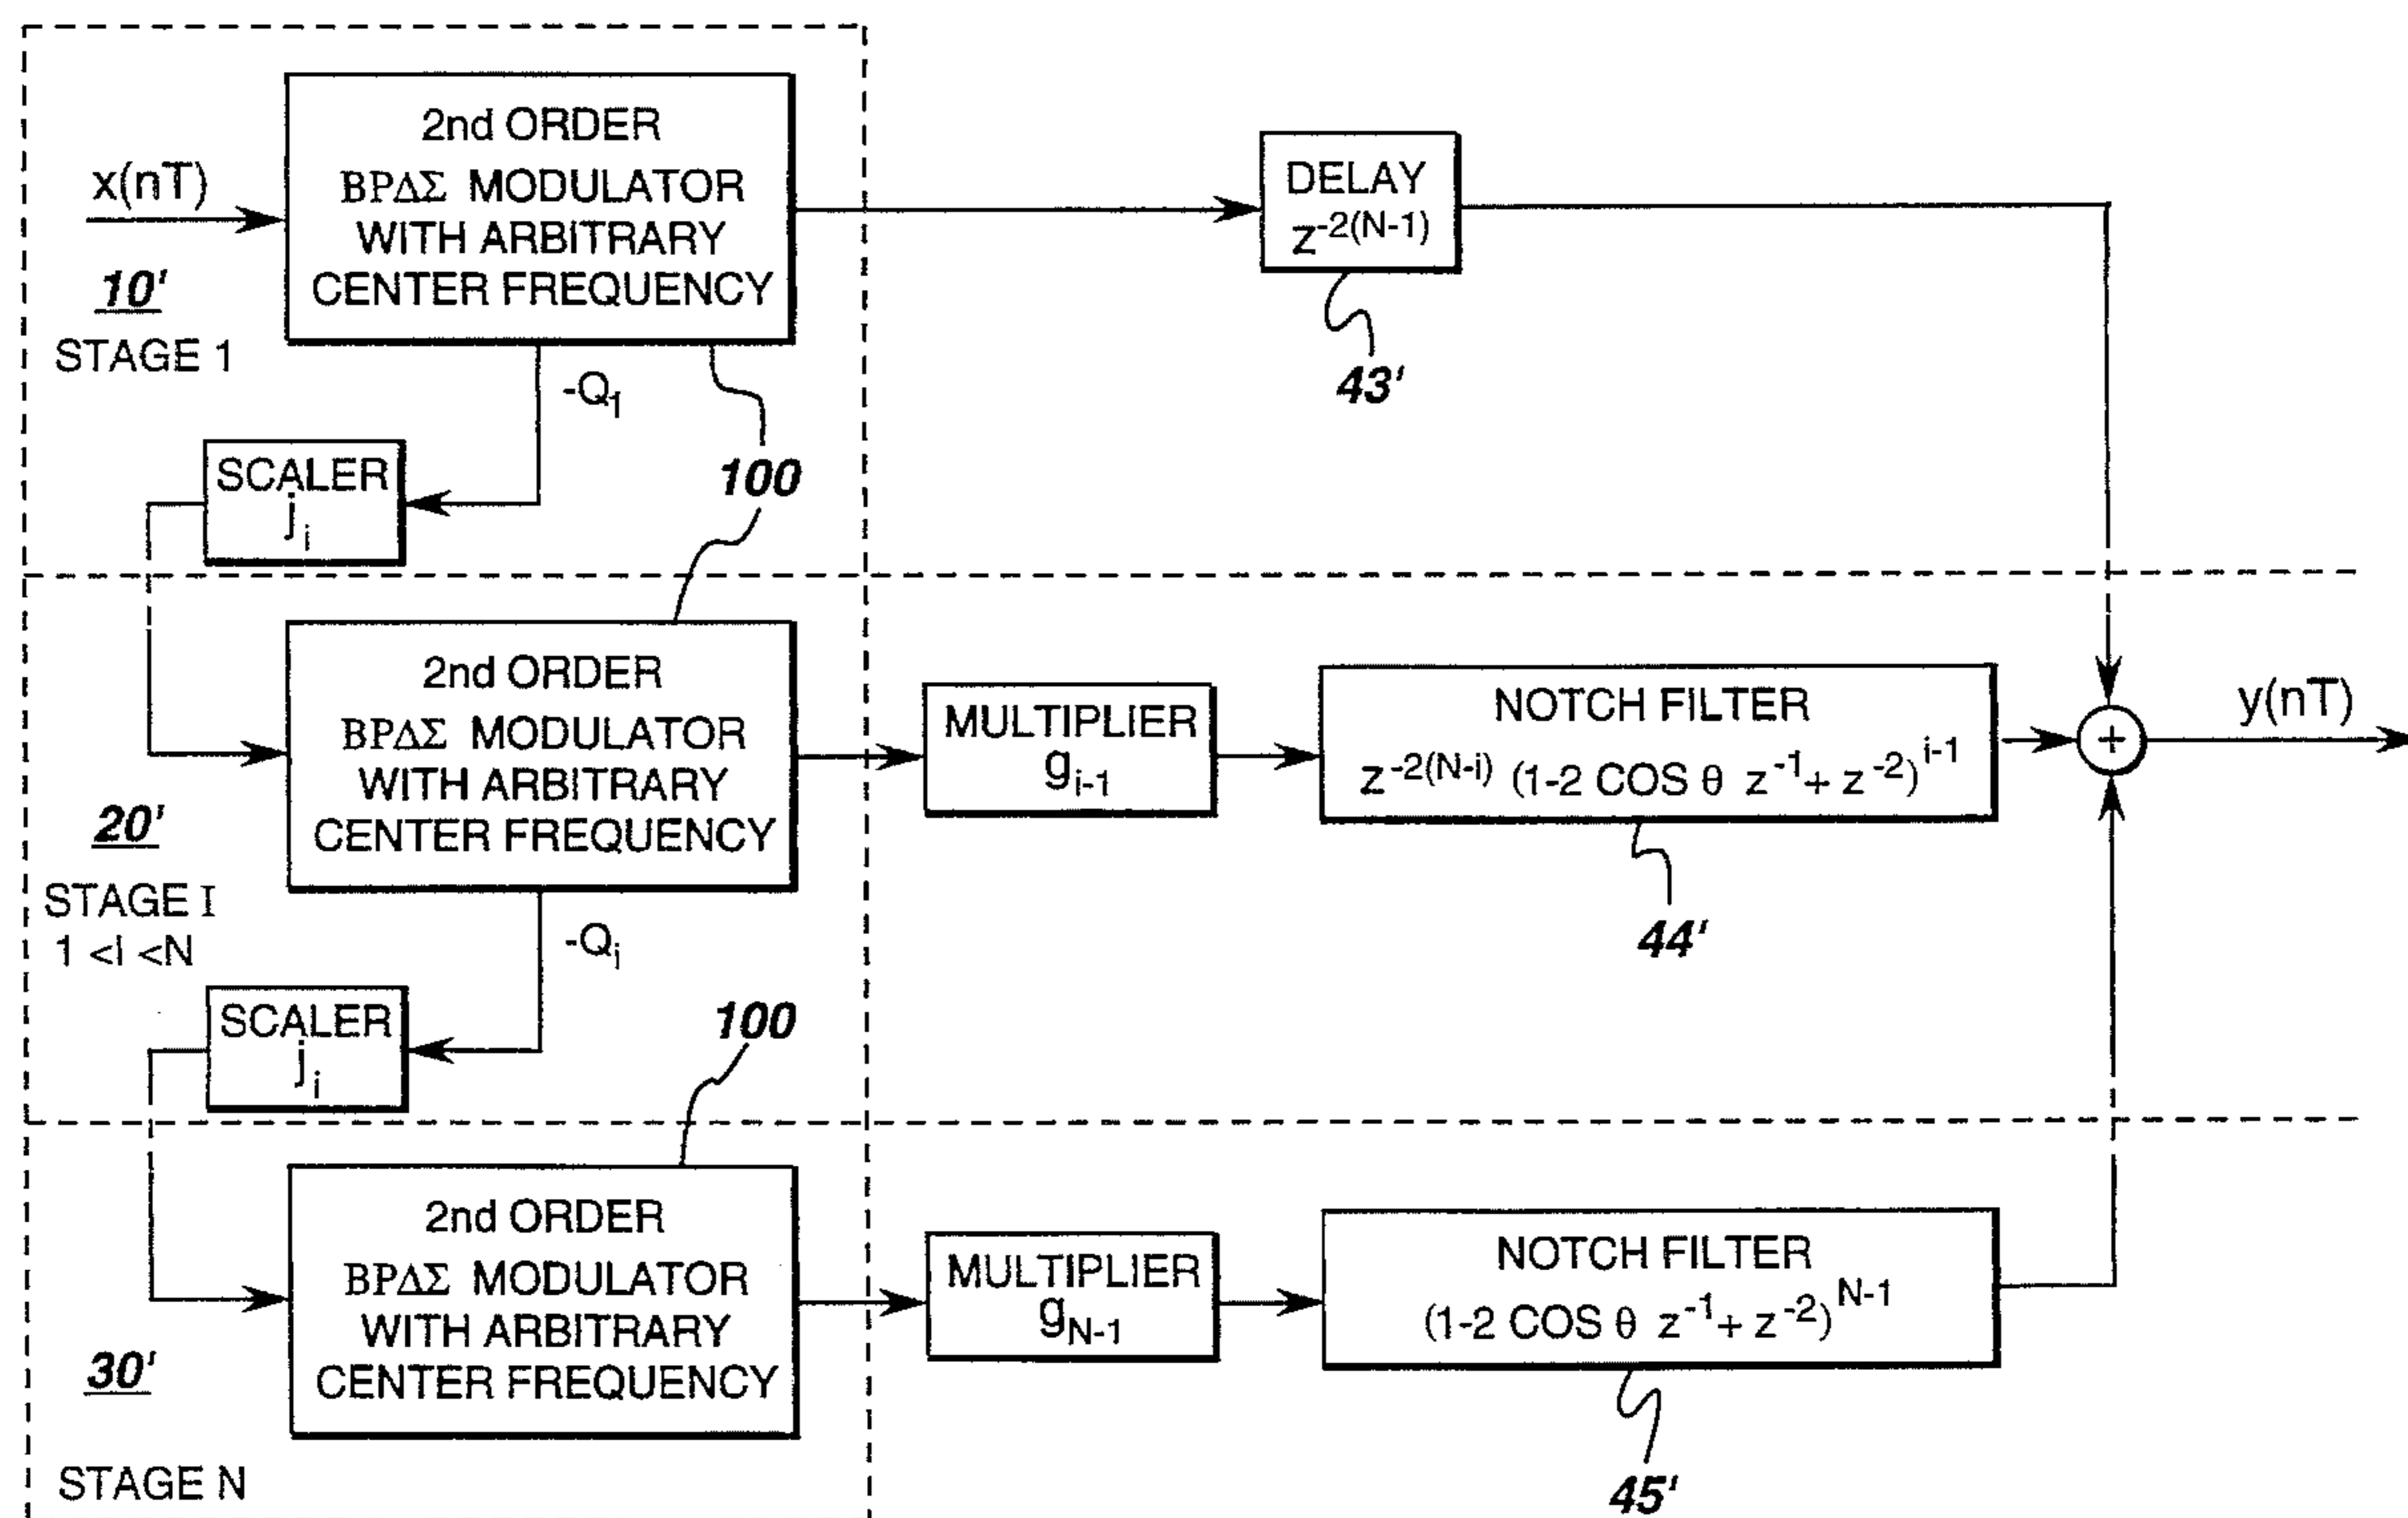 x(nT)
10'
STAGE 1
2nd ORDER
BPΔΣ MODULATOR
WITH ARBITRARY
CENTER FREQUENCY
DELAY
z^-2(N-1)
43'
-Q1
SCALER
ji
100
20'
STAGE I
1 <i <N
2nd ORDER
BPΔΣ MODULATOR
WITH ARBITRARY
CENTER FREQUENCY
MULTIPLIER
gi-1
NOTCH FILTER
z^-2(N-i) (1-2 COS θ z^-1 + z^-2)^i-1
44'
+
y(nT)
-Qi
SCALER
ji
100
30'
STAGE N
2nd ORDER
BPΔΣ MODULATOR
WITH ARBITRARY
CENTER FREQUENCY
MULTIPLIER
gN-1
NOTCH FILTER
(1-2 COS θ z^-1 + z^-2)^N-1
45'